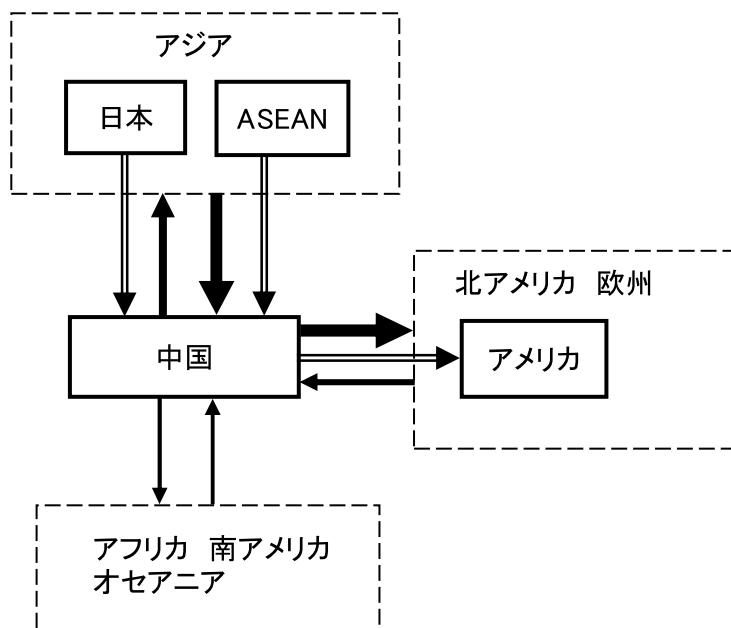 アジア
日本
ASEAN
北アメリカ 欧州
中国
アメリカ
アフリカ 南アメリカ
オセアニア